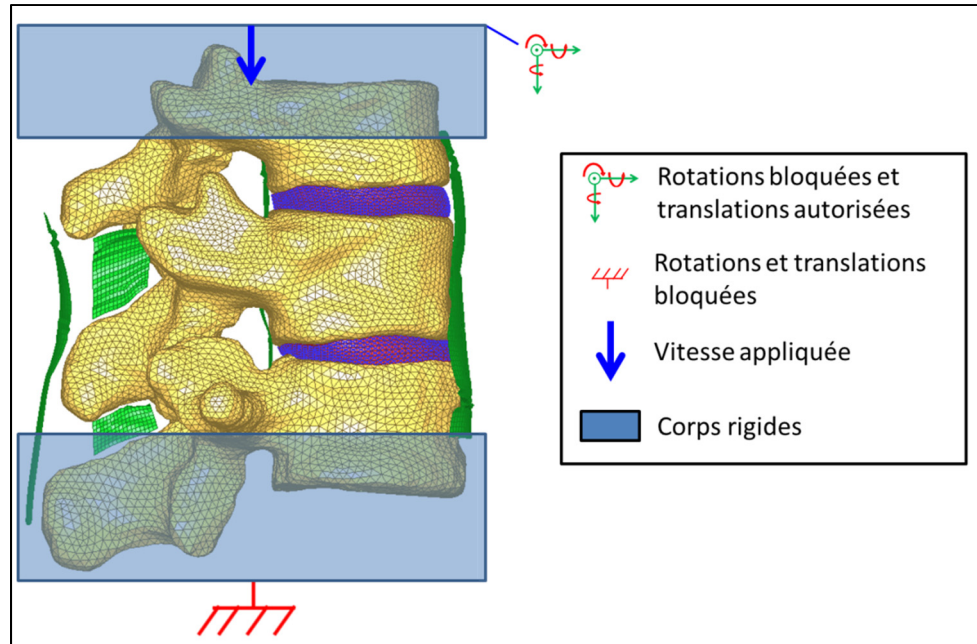 Rotations bloquées et
translations autorisées
Rotations et translations
bloquées
Vitesse appliquée
Corps rigides